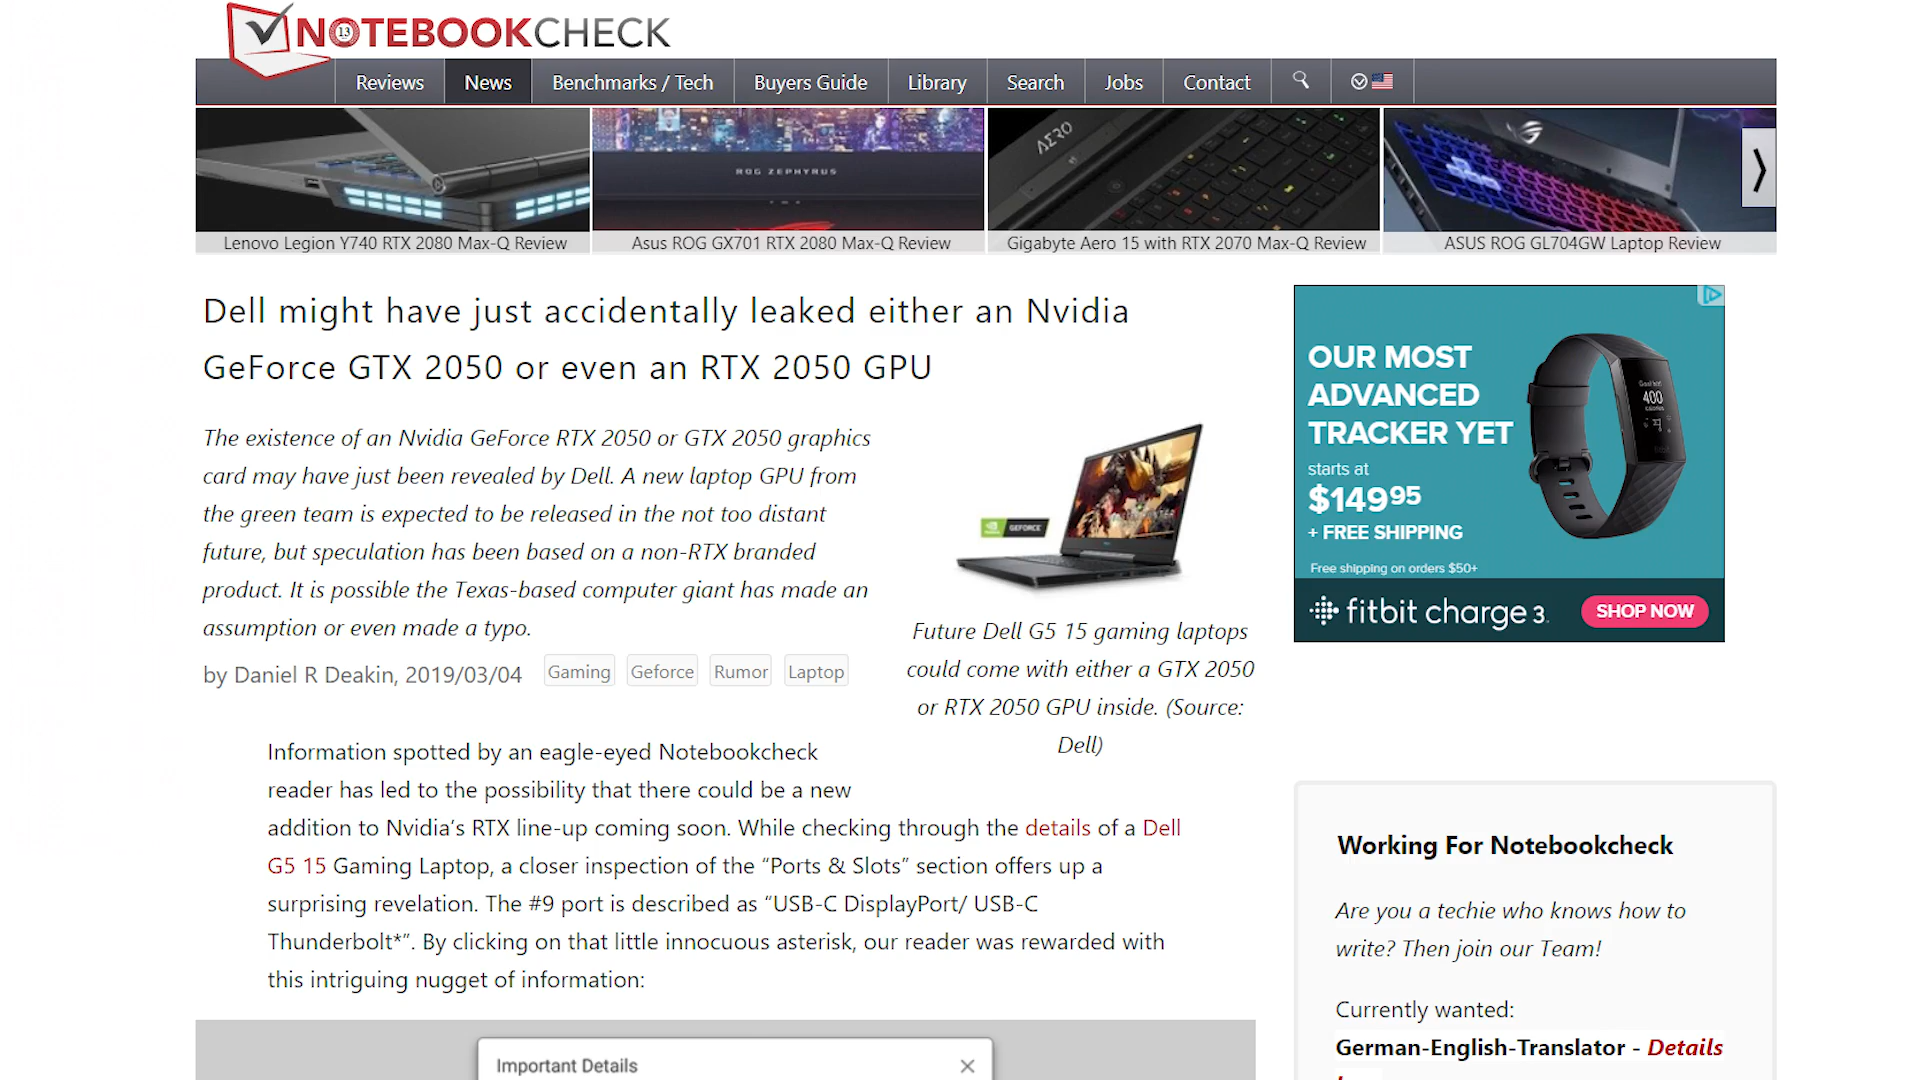 NOTEBOOKCHECK
13
Reviews
News
Benchmarks / Tech
Buyers Guide
Library
Search
Jobs
Contact
AERO
ROG ZEPHYRUS
Lenovo Legion Y740 RTX 2080 Max-Q Review
Asus ROG GX701 RTX 2080 Max-Q Review
Gigabyte Aero 15 with RTX 2070 Max-Q Review
ASUS ROG GL704GW Laptop Review
Dell might have just accidentally leaked either an Nvidia
GeForce GTX 2050 or even an RTX 2050 GPU
The existence of an Nvidia GeForce RTX 2050 or GTX 2050 graphics
card may have just been revealed by Dell. A new laptop GPU from
the green team is expected to be released in the not too distant
future, but speculation has been based on a non-RTX branded
product. It is possible the Texas-based computer giant has made an
assumption or even made a typo.
by Daniel R Deakin, 2019/03/04
Gaming
Geforce
Rumor
Laptop
GEFORCE
Future Dell G5 15 gaming laptops
could come with either a GTX 2050
or RTX 2050 GPU inside. (Source:
Dell)
Information spotted by an eagle-eyed Notebookcheck
reader has led to the possibility that there could be a new
addition to Nvidia’s RTX line-up coming soon. While checking through the details of a Dell
G5 15 Gaming Laptop, a closer inspection of the “Ports & Slots” section offers up a
surprising revelation. The #9 port is described as “USB-C DisplayPort/ USB-C
Thunderbolt*”. By clicking on that little innocuous asterisk, our reader was rewarded with
this intriguing nugget of information:
Important Details
OUR MOST
ADVANCED
TRACKER YET
starts at
$14995
+ FREE SHIPPING
Free shipping on orders $50+
400
fitbit charge 3.
SHOP NOW
Working For Notebookcheck
Are you a techie who knows how to
write? Then join our Team!
Currently wanted:
German-English-Translator - Details